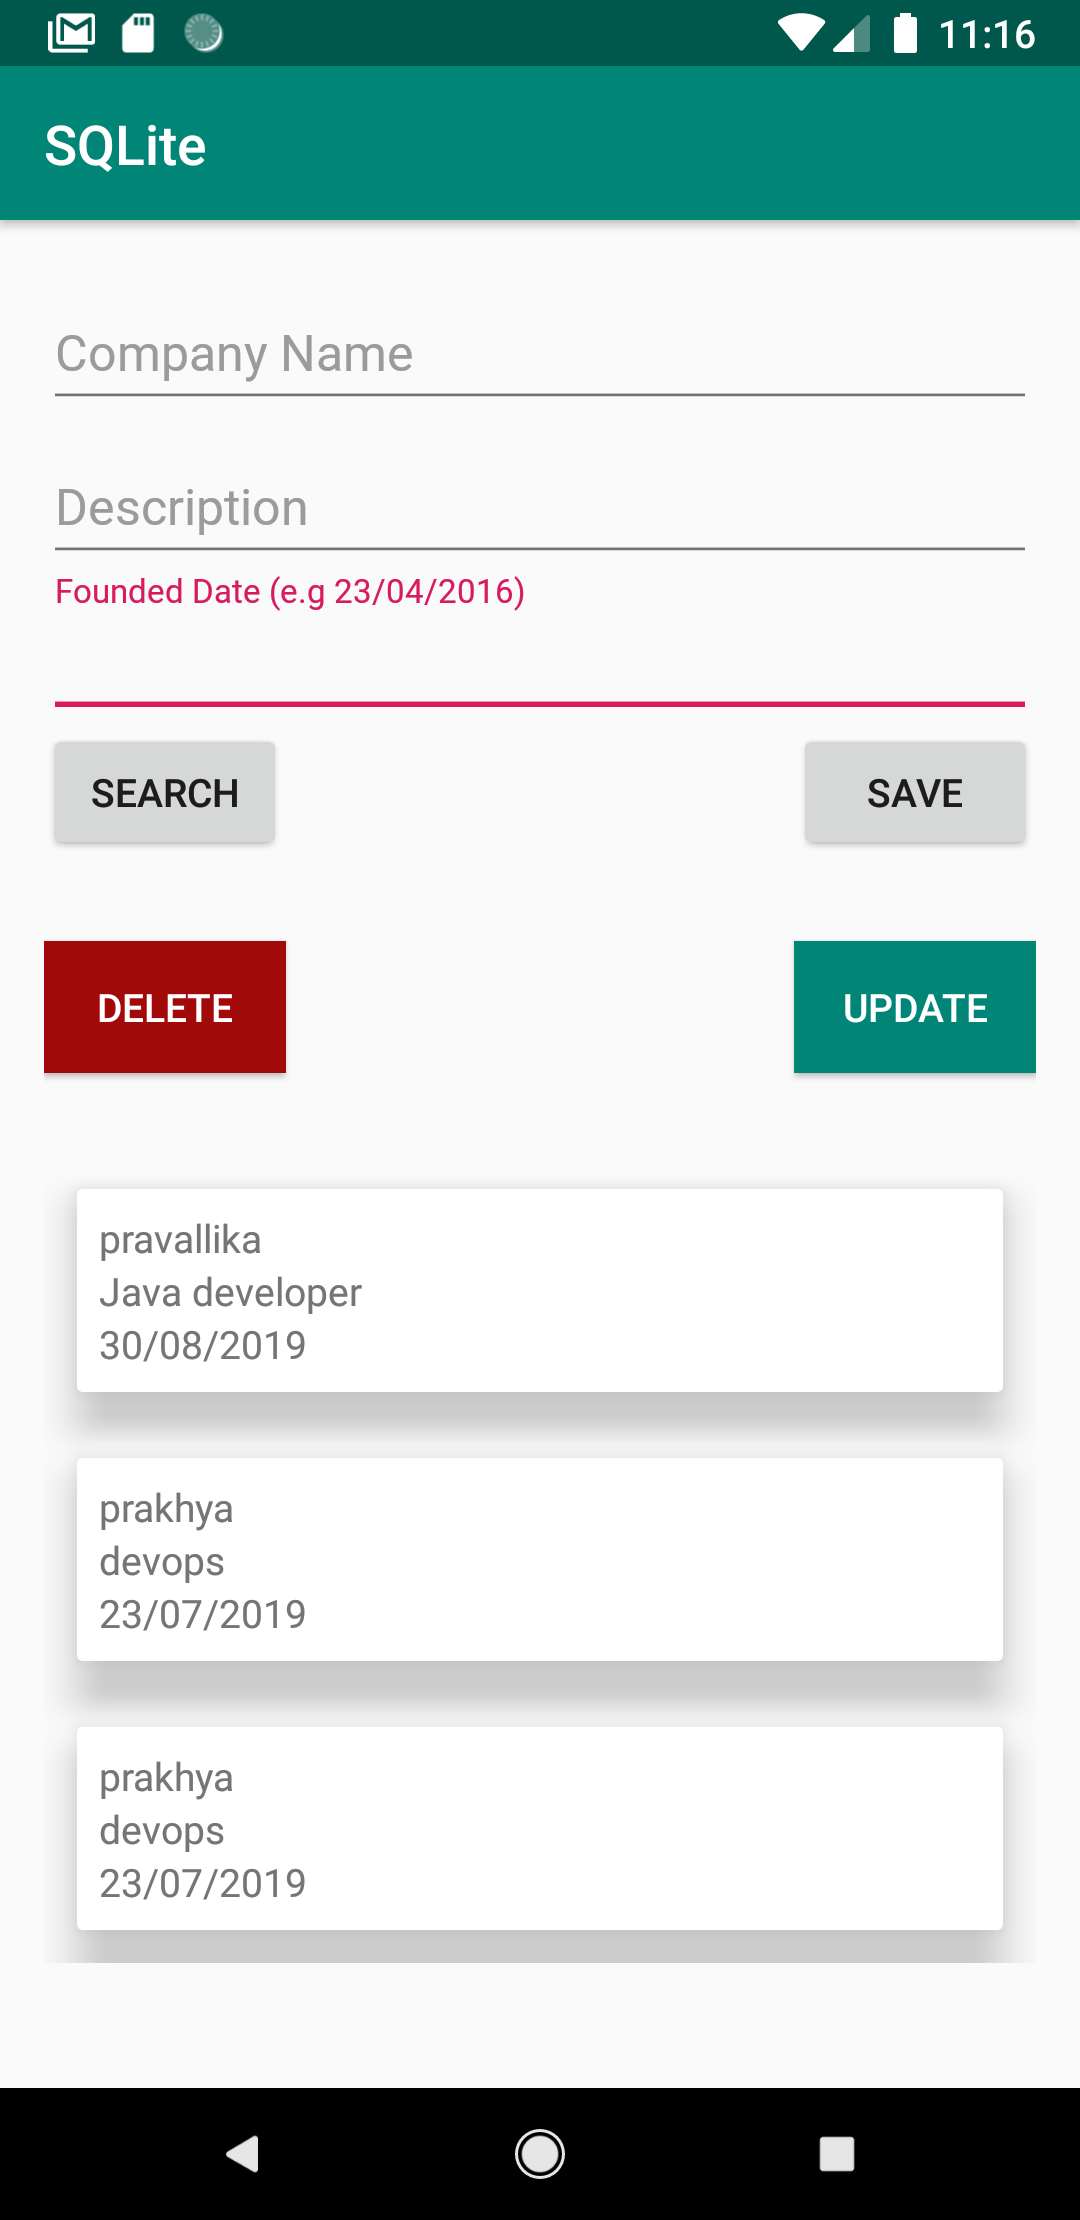 11:16
SQLite
Company Name
Description
Founded Date (e.g 23/04/2016)
SEARCH SAVE
DELETE UPDATE
pravallika
Java developer
30/08/2019
prakhya
devops
23/07/2019
prakhya
devops
23/07/2019